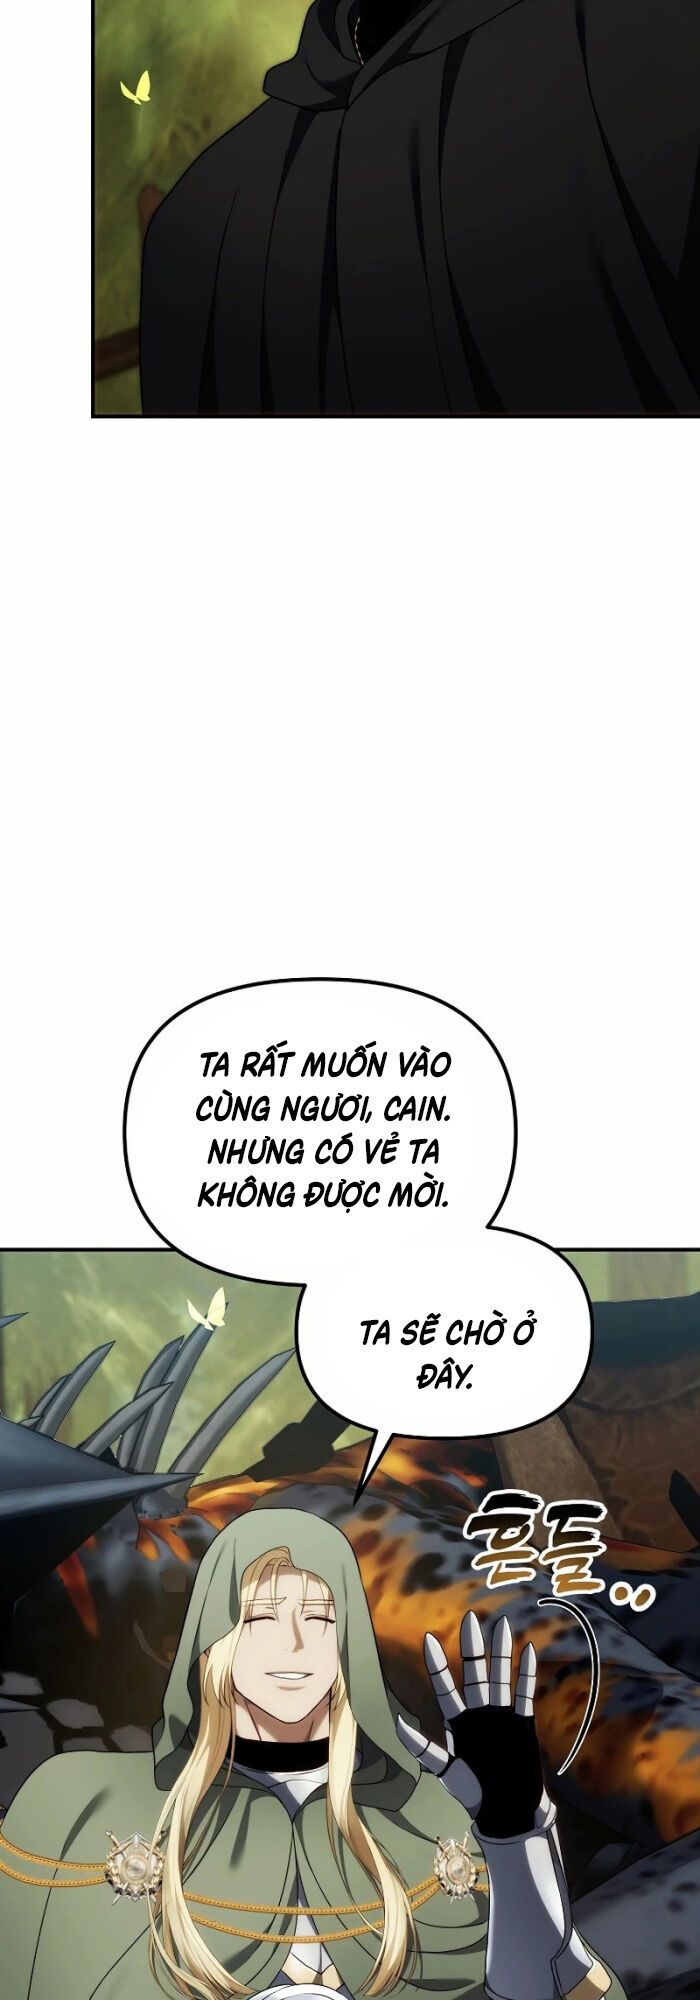 TA RẤT MUỐN VÀO
CÙNG NGƯƠI, CAIN.
NHƯNG CÓ VẺ TA
KHÔNG ĐƯỢC MỜI.
TA SẼ CHỜ Ở
ĐÂY.
흔들..